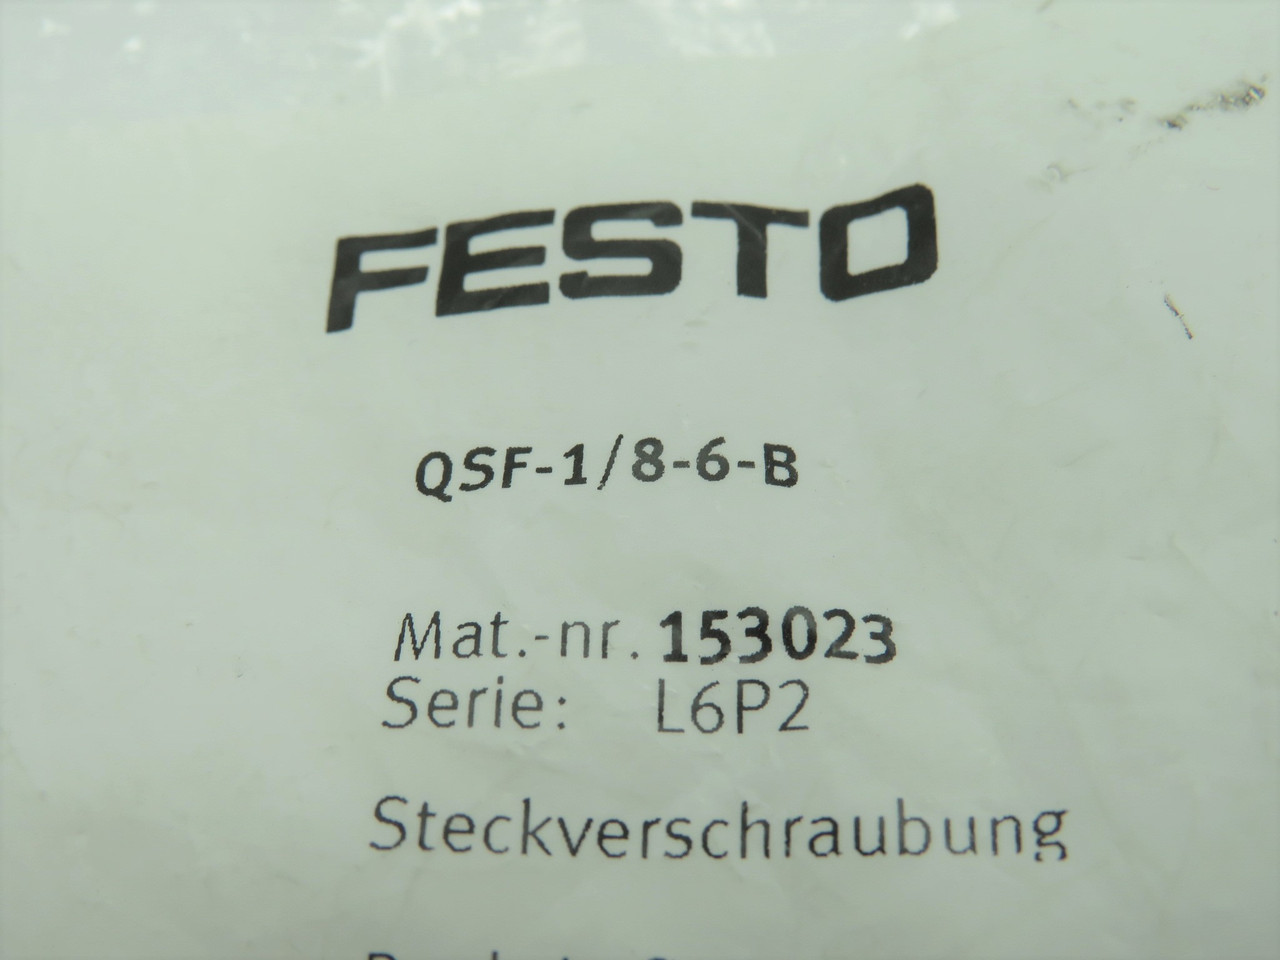 FESTO
QSF-1/8-6-B
Mat.-nr. 153023
Serie: L6P2
Steckverschraubung